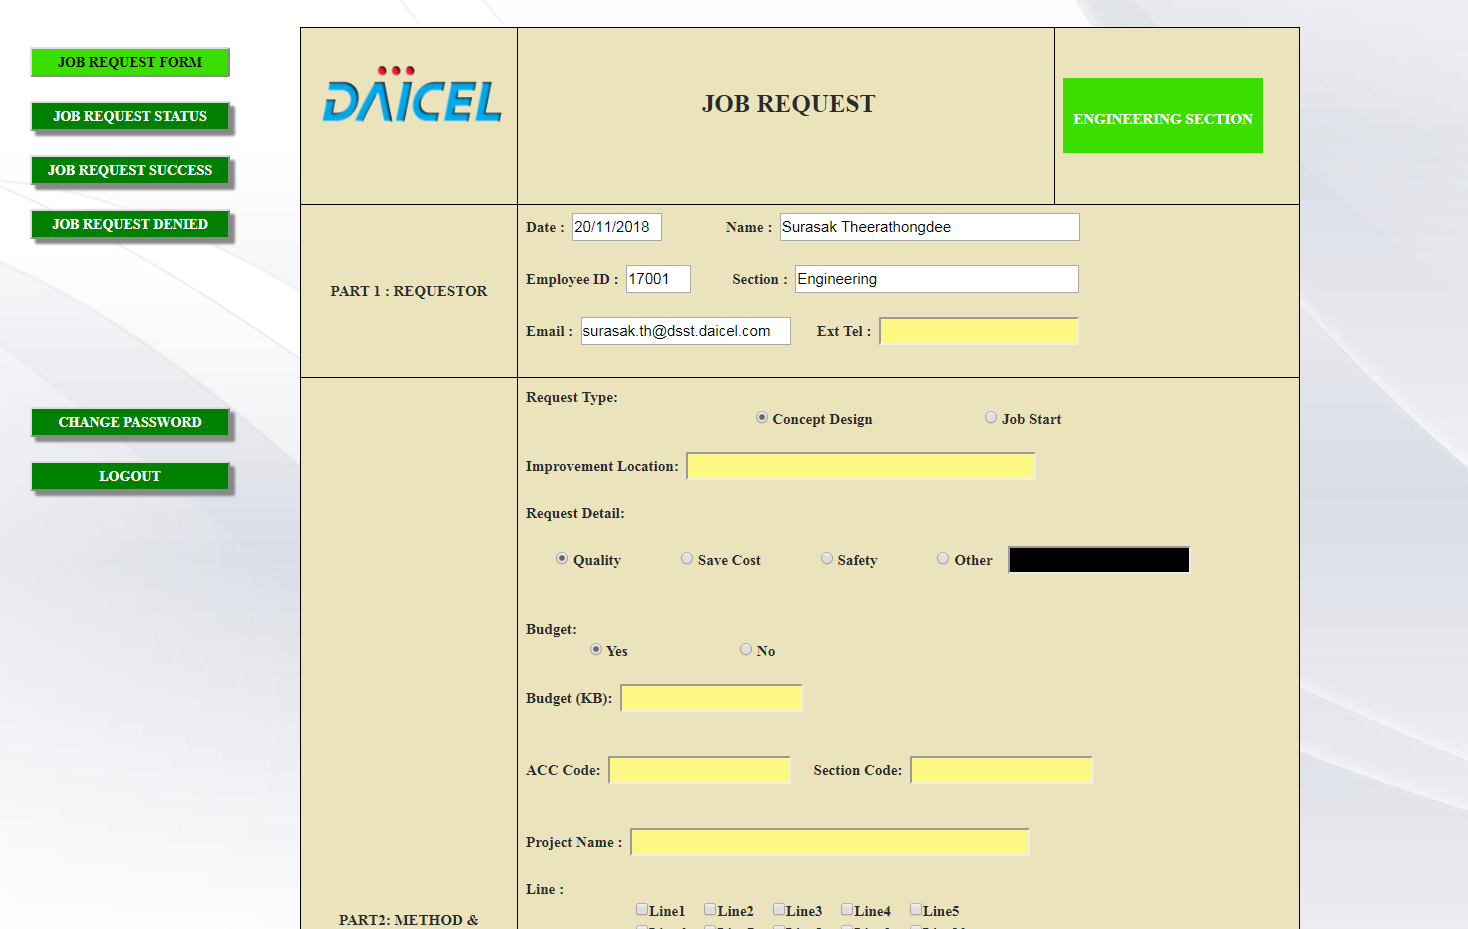 JOB REQUEST FORM
JOB REQUEST STATUS
JOB REQUEST SUCCESS
JOB REQUEST DENIED
CHANGE PASSWORD
LOGOUT
DAICEL
JOB REQUEST
ENGINEERING SECTION
PART 1 : REQUESTOR
Date : 20/11/2018 Name : Surasak Theerathongdee
Employee ID : 17001 Section : Engineering
Email : surasak.th@dsst.daicel.com Ext Tel :
Request Type:
Concept Design Job Start
Improvement Location:
Request Detail:
Quality Save Cost Safety Other
Budget:
Yes No
Budget (KB):
ACC Code: Section Code:
Project Name :
Line :
Line1 Line2 Line3 Line4 Line5
PART2: METHOD &